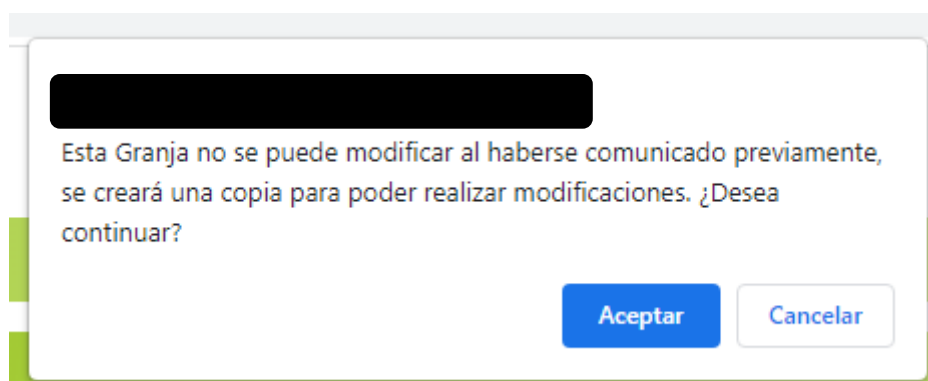 Esta Granja no se puede modificar al haberse comunicado previamente,
se creará una copia para poder realizar modificaciones. ¿Desea
continuar?
Aceptar
Cancelar